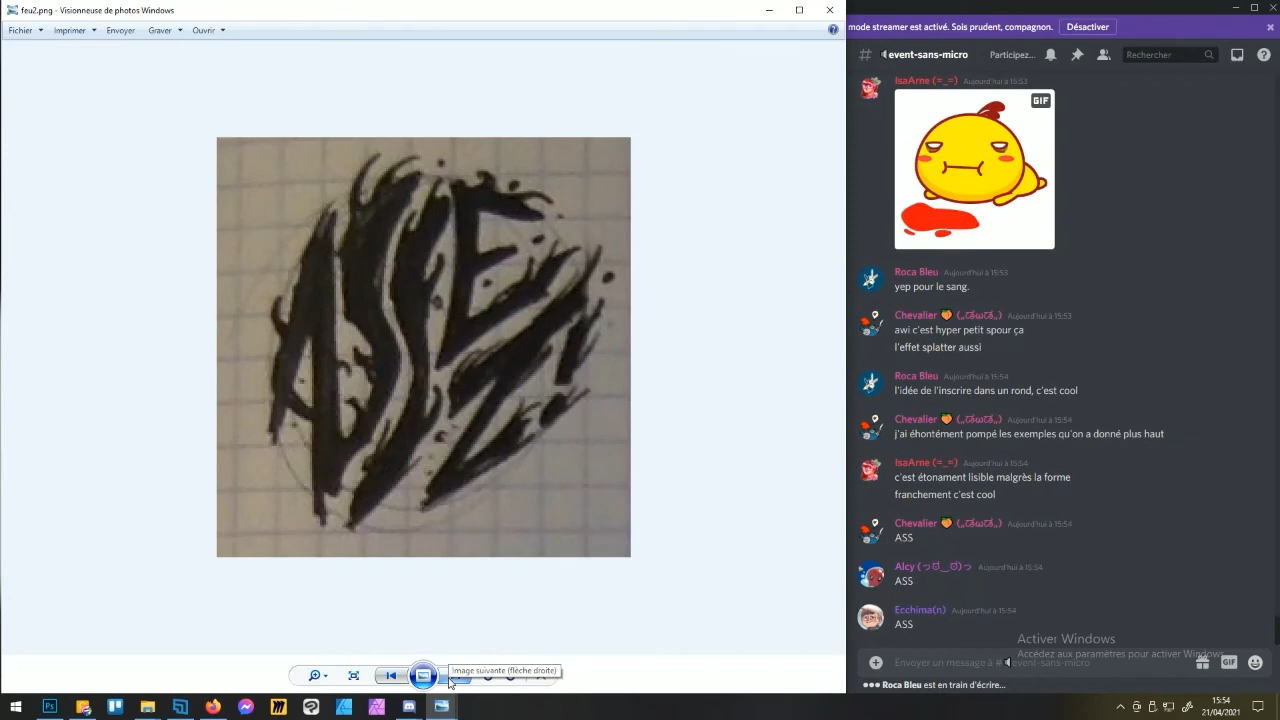 feu2.png - Visionneuse de photos Windows
Fichier Imprimer Envoyer Graver Ouvrir
mode streamer est activé. Sois prudent, compagnon. Désactiver
event-sans-micro Participez... Rechercher
IsaArne (=_=) Aujourd'hui à 15:53
GIF
Roca Bleu Aujourd'hui à 15:53
yep pour le sang.
Chevalier Aujourd'hui à 15:53
awi c'est hyper petit spour ça
l'effet splatter aussi
Roca Bleu Aujourd'hui à 15:54
l'idée de l'inscrire dans un rond, c'est cool
Chevalier Aujourd'hui à 15:54
j'ai éhontément pompé les exemples qu'on a donné plus haut
IsaArne (=_=) Aujourd'hui à 15:54
c'est étonament lisible malgrès la forme
franchement c'est cool
Chevalier Aujourd'hui à 15:54
ASS
Alcy Aujourd'hui à 15:54
ASS
Ecchima(n) Aujourd'hui à 15:54
ASS
Activer Windows
Accédez aux paramètres pour activer Windows.
Envoyer un message à # event-sans-micro
GIF
Roca Bleu est en train d'écrire...
Image suivante (flèche droite)
15:54
21/04/2021